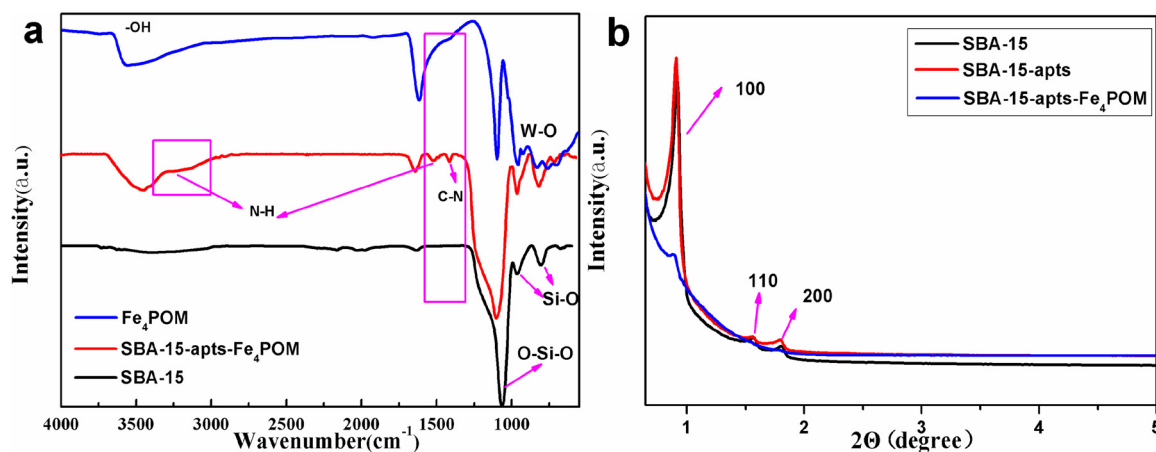 a
-OH
W-O
N-H
C-N
Si-O
O-Si-O
Fe₄POM
SBA-15-apts-Fe₄POM
SBA-15
Intensity(a.u.)
4000 3500 3000 2500 2000 1500 1000
Wavenumber(cm⁻¹)
b
SBA-15
SBA-15-apts
SBA-15-apts-Fe₄POM
100
110
200
Intensity(a.u.)
1 2 3 4 5
2Θ (degree)